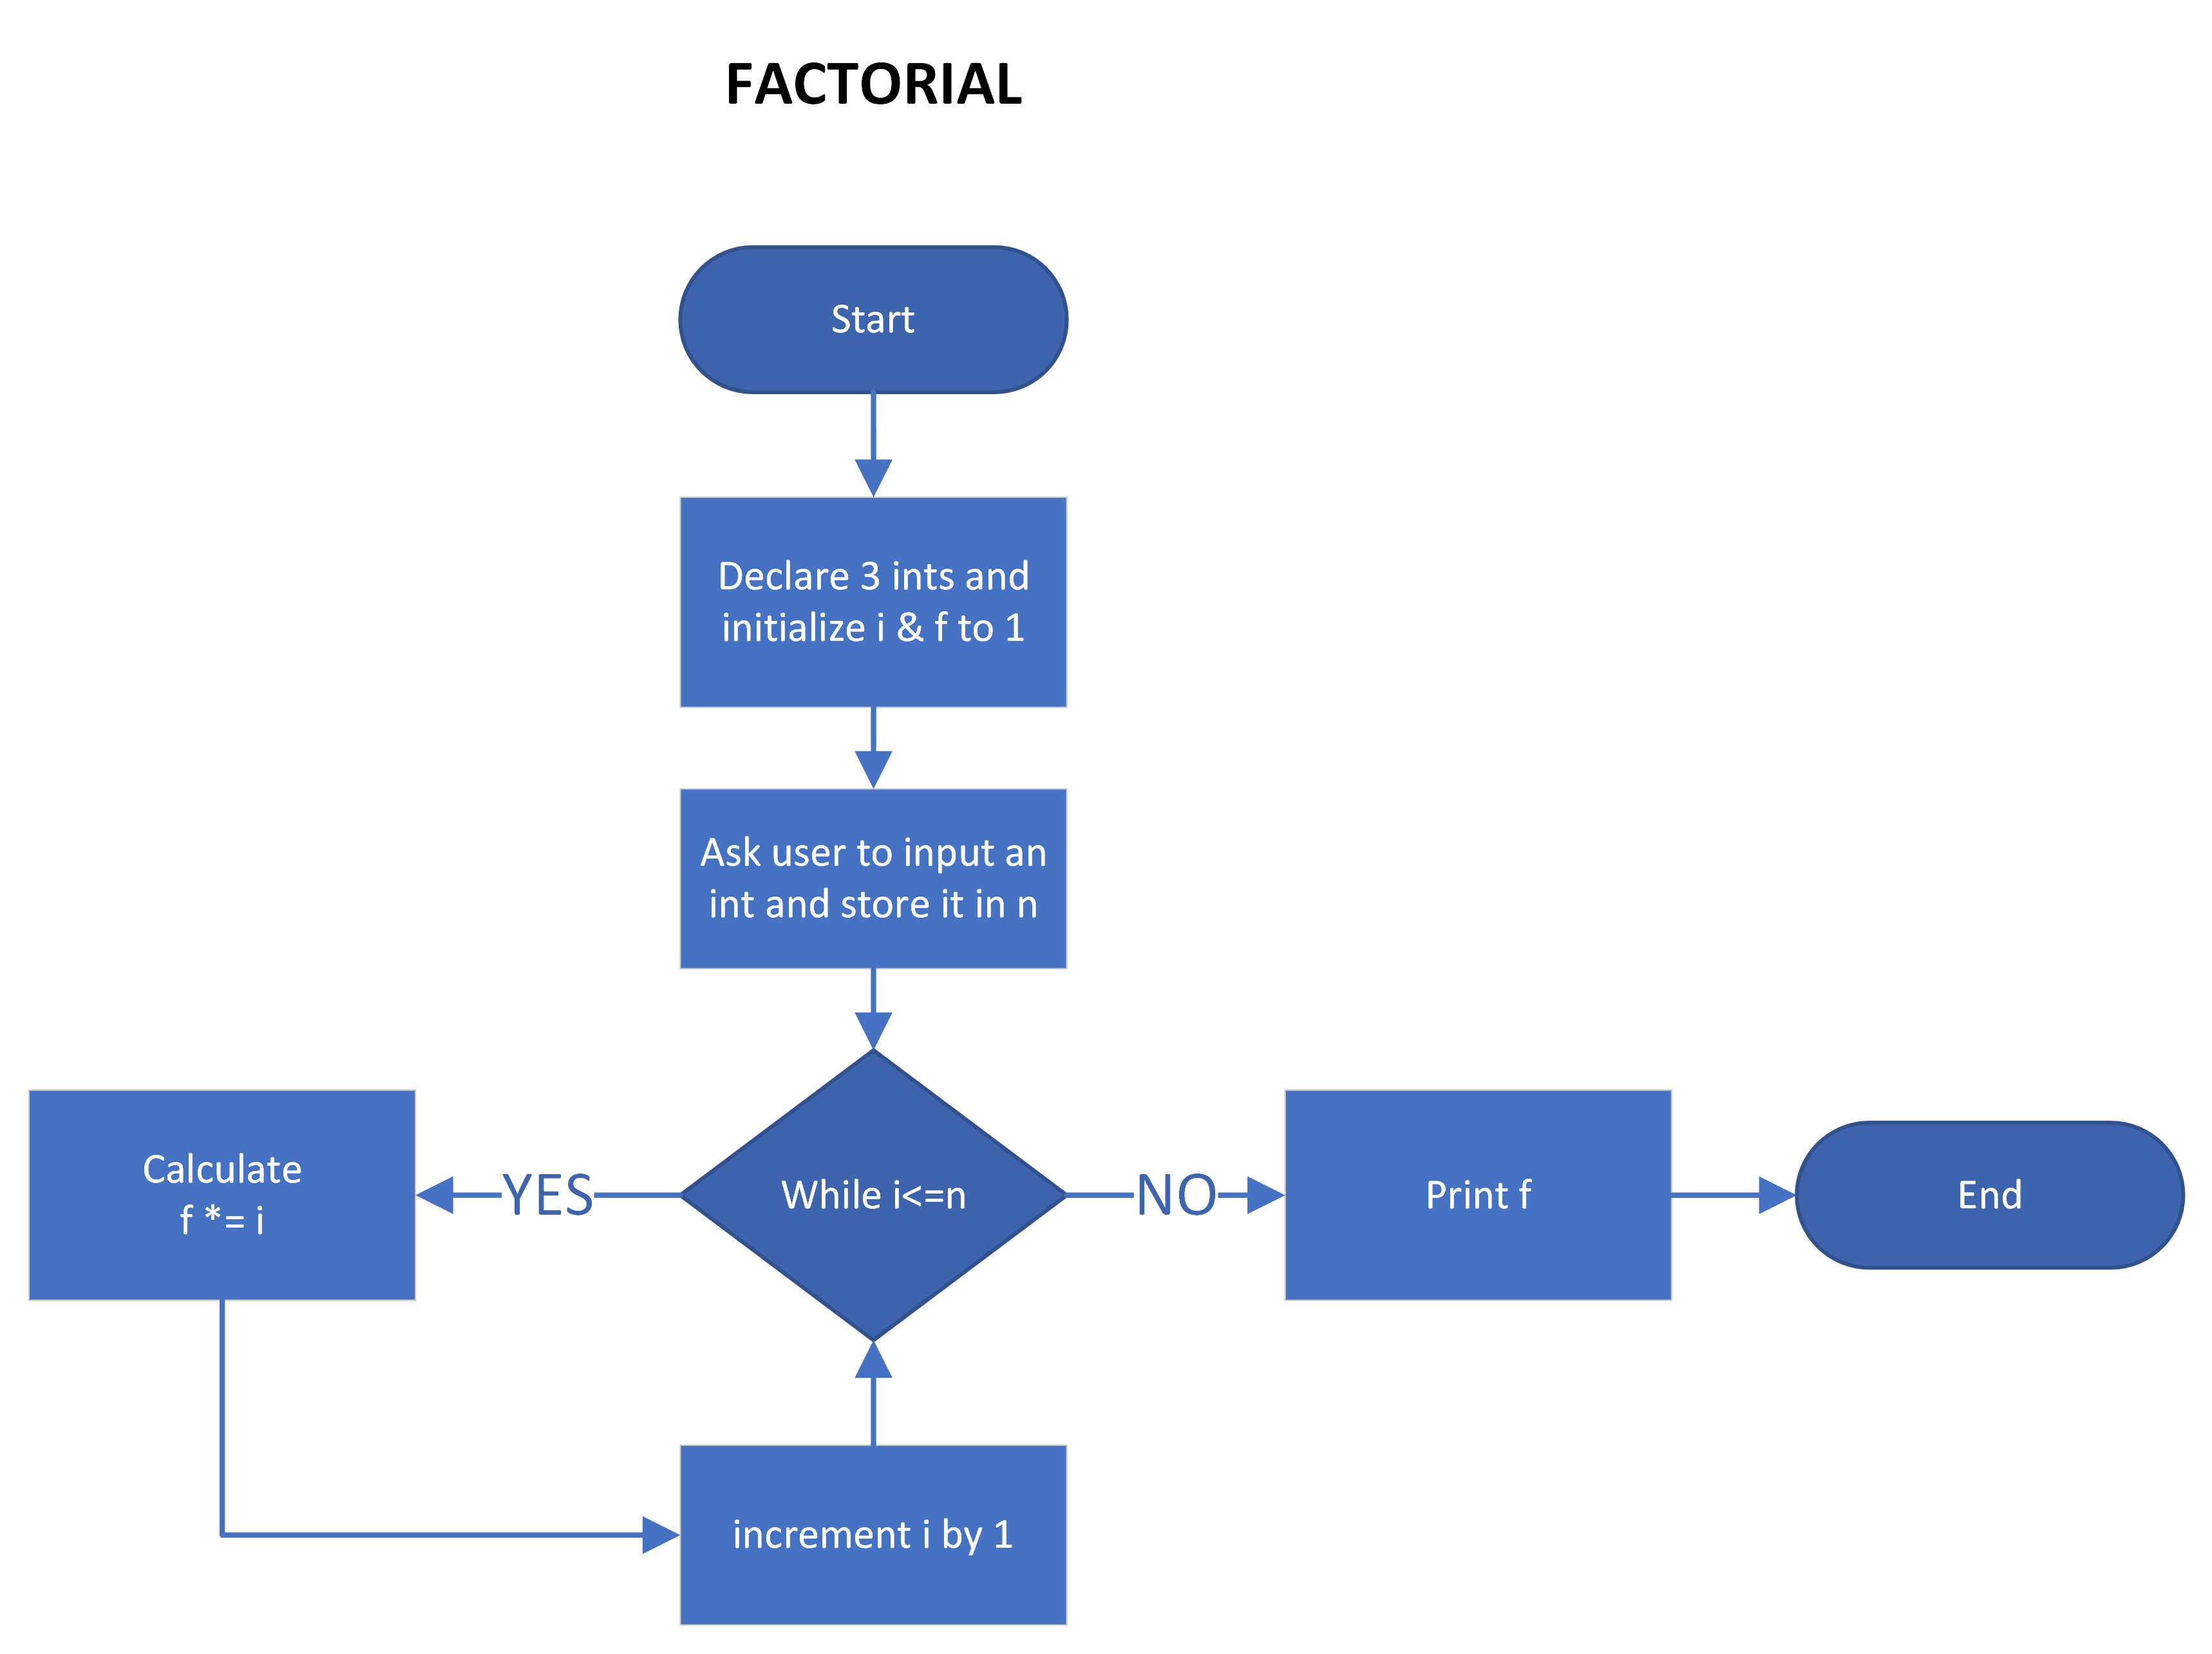 FACTORIAL
Start
Declare 3 ints and
initialize i & f to 1
Ask user to input an
int and store it in n
While i<=n
YES
Calculate
f *= i
increment i by 1
NO
Print f
End